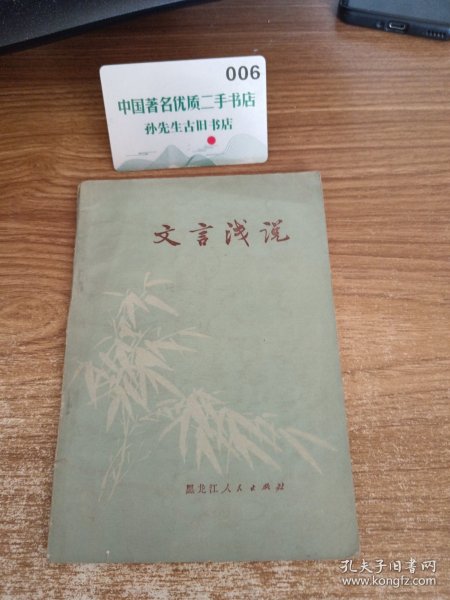 006
中国著名优质二手书店
孙先生古旧书店
文言浅说
黑龙江人民出版社
孔夫子旧书网
www.kongfz.com